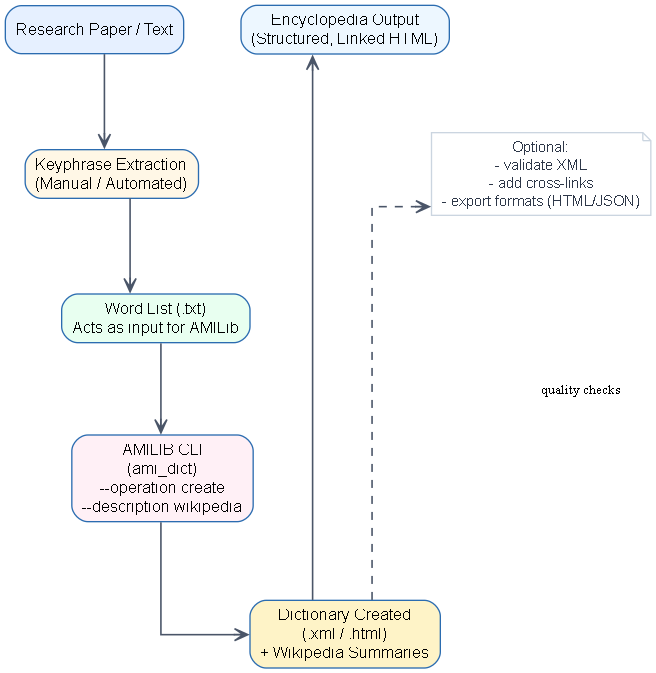 Research Paper / Text
Encyclopedia Output
(Structured, Linked HTML)
Keyphrase Extraction
(Manual / Automated)
Optional:
- validate XML
- add cross-links
- export formats (HTML/JSON)
Word List (.txt)
Acts as input for AMILib
quality checks
AMILIB CLI
(ami_dict)
--operation create
--description wikipedia
Dictionary Created
(.xml / .html)
+ Wikipedia Summaries